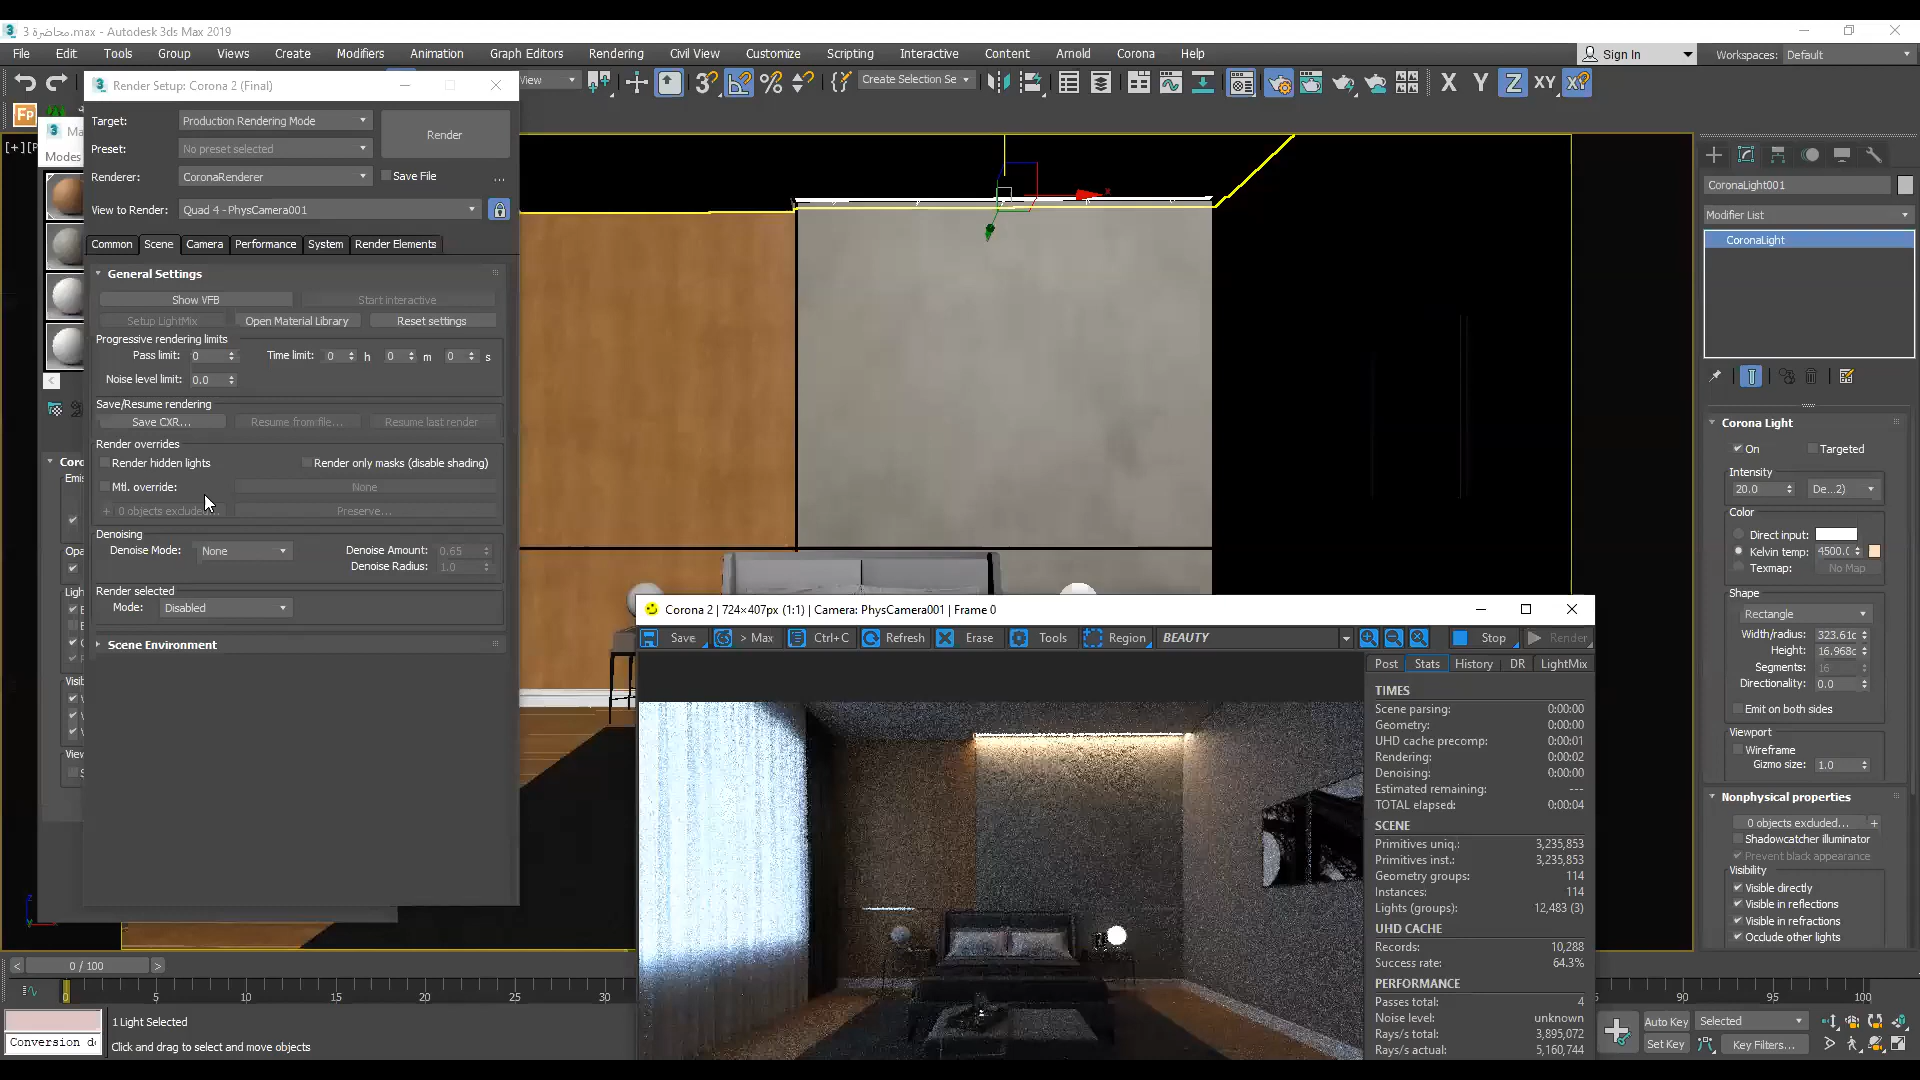 محاضرة 3.max - Autodesk 3ds Max 2019
File Edit Tools Group Views Create Modifiers Animation Graph Editors Rendering Civil View Customize Scripting Interactive Content Arnold Corona Help
Sign In
Workspaces: Default
View
Create Selection Se
X Y Z XY
Fp
Render Setup: Corona 2 (Final)
Target: Production Rendering Mode
Render
Preset: No preset selected
Renderer: CoronaRenderer
Save File
...
View to Render: Quad 4 - PhysCamera001
Common Scene Camera Performance System Render Elements
General Settings
Show VFB
Start interactive
Setup LightMix
Open Material Library
Reset settings
Progressive rendering limits
Pass limit: 0
Time limit: 0 h 0 m 0 s
Noise level limit: 0.0
Save/Resume rendering
Save CXR...
Resume from file...
Resume last render
Render overrides
Render hidden lights
Render only masks (disable shading)
Mtl. override:
None
0 objects excluded...
Preserve...
Denoising
Denoise Mode: None
Denoise Amount: 0.65
Denoise Radius: 1.0
Render selected
Mode: Disabled
Scene Environment
Modes
CoronaLight001
Modifier List
CoronaLight
Corona Light
On
Targeted
Intensity
20.0
De...2)
Color
Direct input:
Kelvin temp: 4500.
Texmap: No Map
Shape
Rectangle
Width/radius: 323.61
Height: 16.968
Segments: 16
Directionality: 0.0
Emit on both sides
Viewport
Wireframe
Gizmo size: 1.0
Nonphysical properties
0 objects excluded... +
Shadowcatcher illuminator
Prevent black appearance
Visibility
Visible directly
Visible in reflections
Visible in refractions
Occlude other lights
Corona 2 | 724×407px (1:1) | Camera: PhysCamera001 | Frame 0
Save > Max Ctrl+C Refresh Erase Tools Region BEAUTY Stop Render
Post Stats History DR LightMix
TIMES
Scene parsing: 0:00:00
Geometry: 0:00:00
UHD cache precomp: 0:00:01
Rendering: 0:00:02
Denoising: 0:00:00
Estimated remaining: ---
TOTAL elapsed: 0:00:04
SCENE
Primitives uniq.: 3,235,853
Primitives inst.: 3,235,853
Geometry groups: 114
Instances: 114
Lights (groups): 12,483 (3)
UHD CACHE
Records: 10,288
Success rate: 64.3%
PERFORMANCE
Passes total: 4
Noise level: unknown
Rays/s total: 3,895,072
Rays/s actual: 5,160,744
0 / 100
0 5 10 15 20 25 30 90 95 100
1 Light Selected
Click and drag to select and move objects
Auto Key
Selected
Set Key
Key Filters...